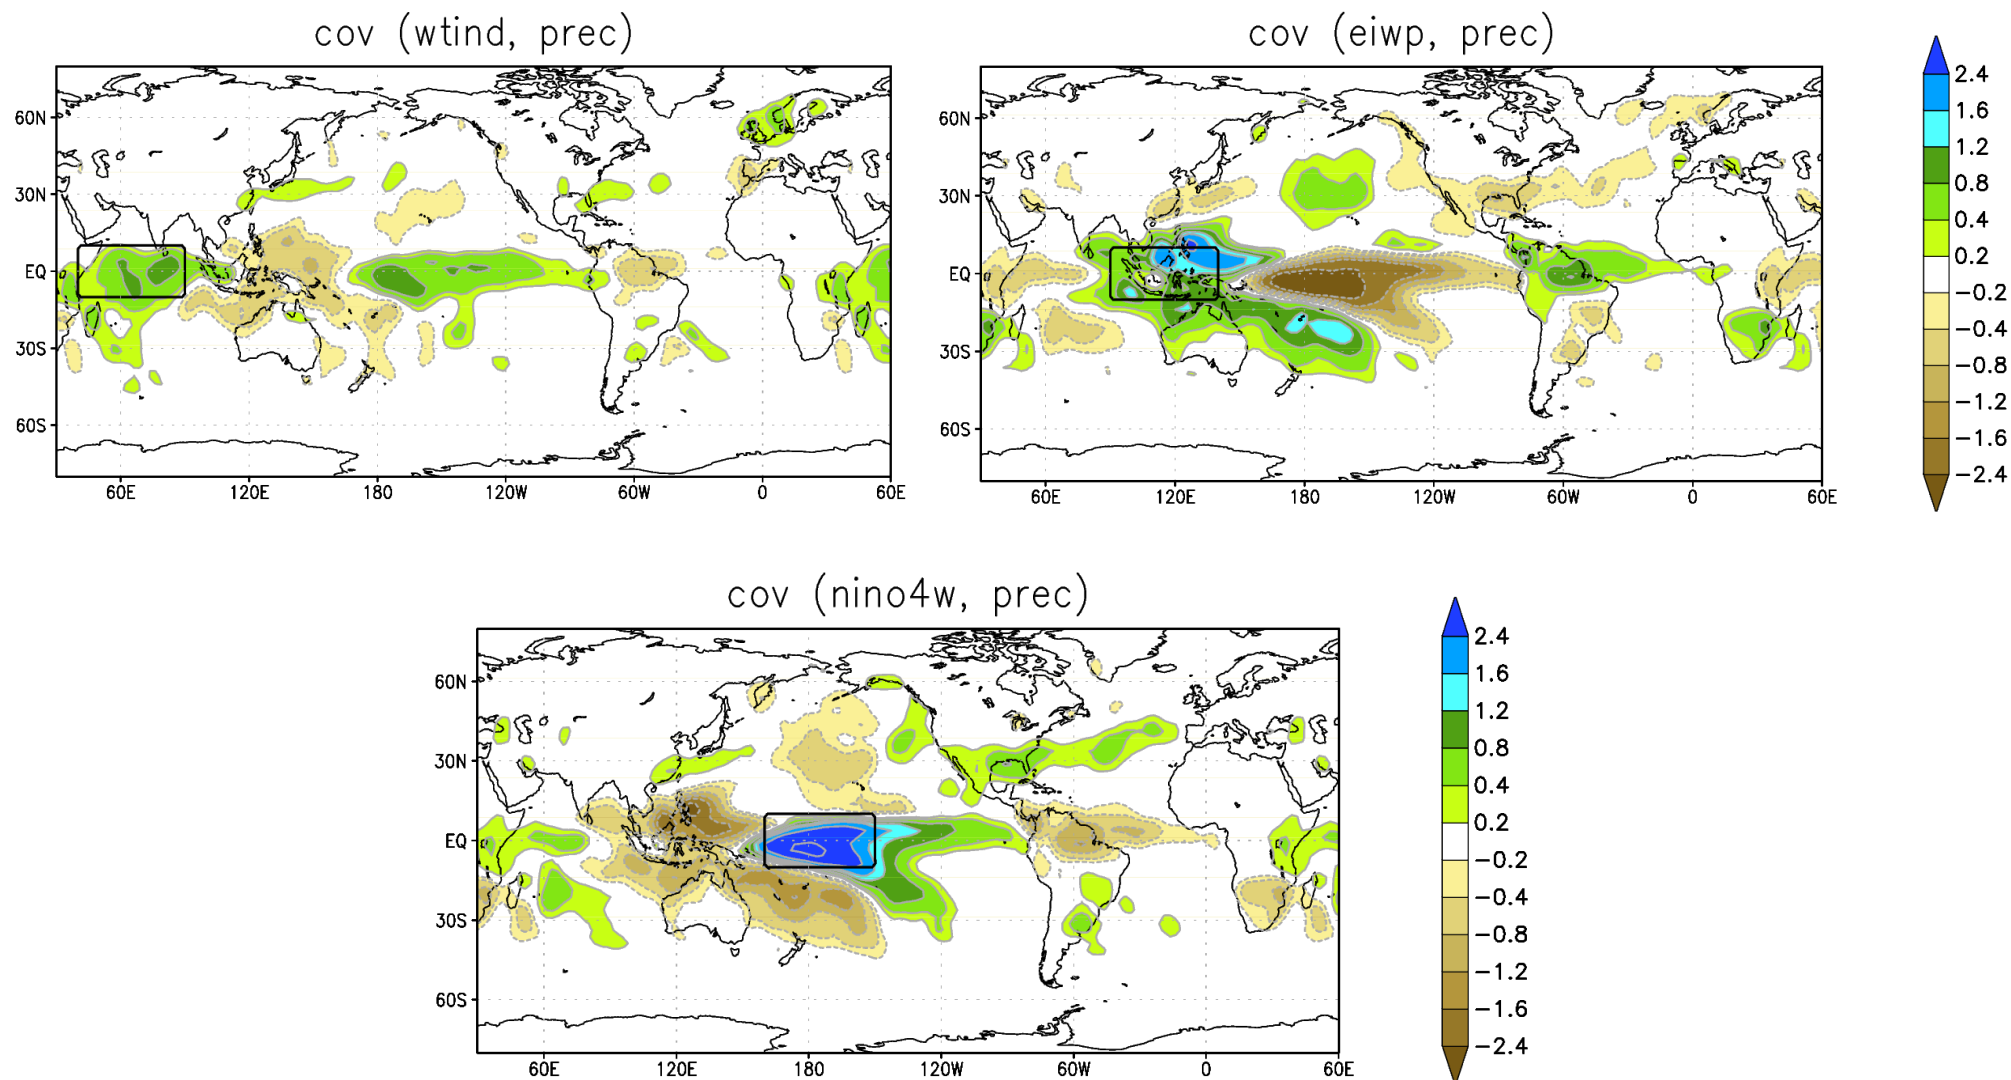 cov (wtind, prec)
60N
30N
EQ
30S
60S
60E 120E 180 120W 60W 0 60E
cov (eiwp, prec)
60N
30N
EQ
30S
60S
60E 120E 180 120W 60W 0 60E
2.4
1.6
1.2
0.8
0.4
0.2
−0.2
−0.4
−0.8
−1.2
−1.6
−2.4
cov (nino4w, prec)
60N
30N
EQ
30S
60S
60E 120E 180 120W 60W 0 60E
2.4
1.6
1.2
0.8
0.4
0.2
−0.2
−0.4
−0.8
−1.2
−1.6
−2.4